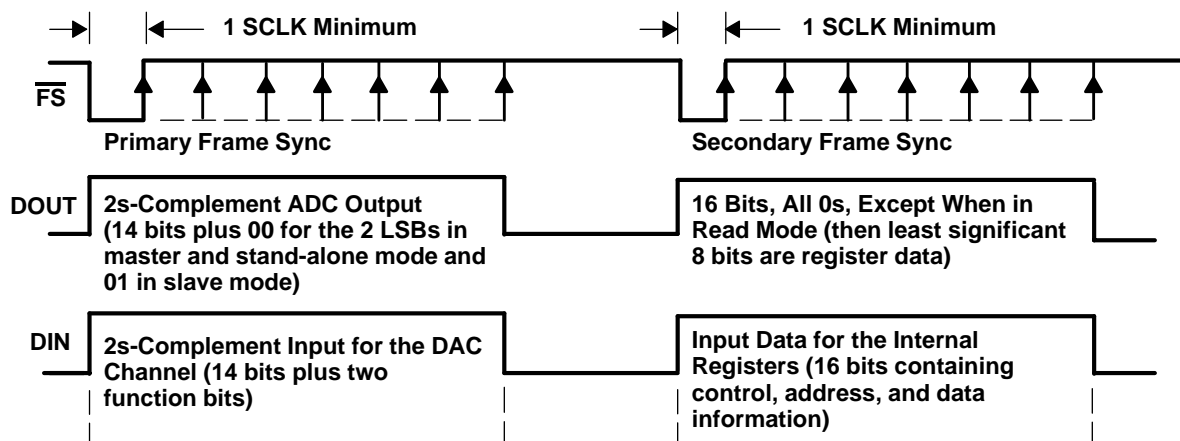 1 SCLK Minimum
1 SCLK Minimum
FS
Primary Frame Sync
Secondary Frame Sync
DOUT
2s-Complement ADC Output
(14 bits plus 00 for the 2 LSBs in
master and stand-alone mode and
01 in slave mode)
16 Bits, All 0s, Except When in
Read Mode (then least significant
8 bits are register data)
DIN
2s-Complement Input for the DAC
Channel (14 bits plus two
function bits)
Input Data for the Internal
Registers (16 bits containing
control, address, and data
information)